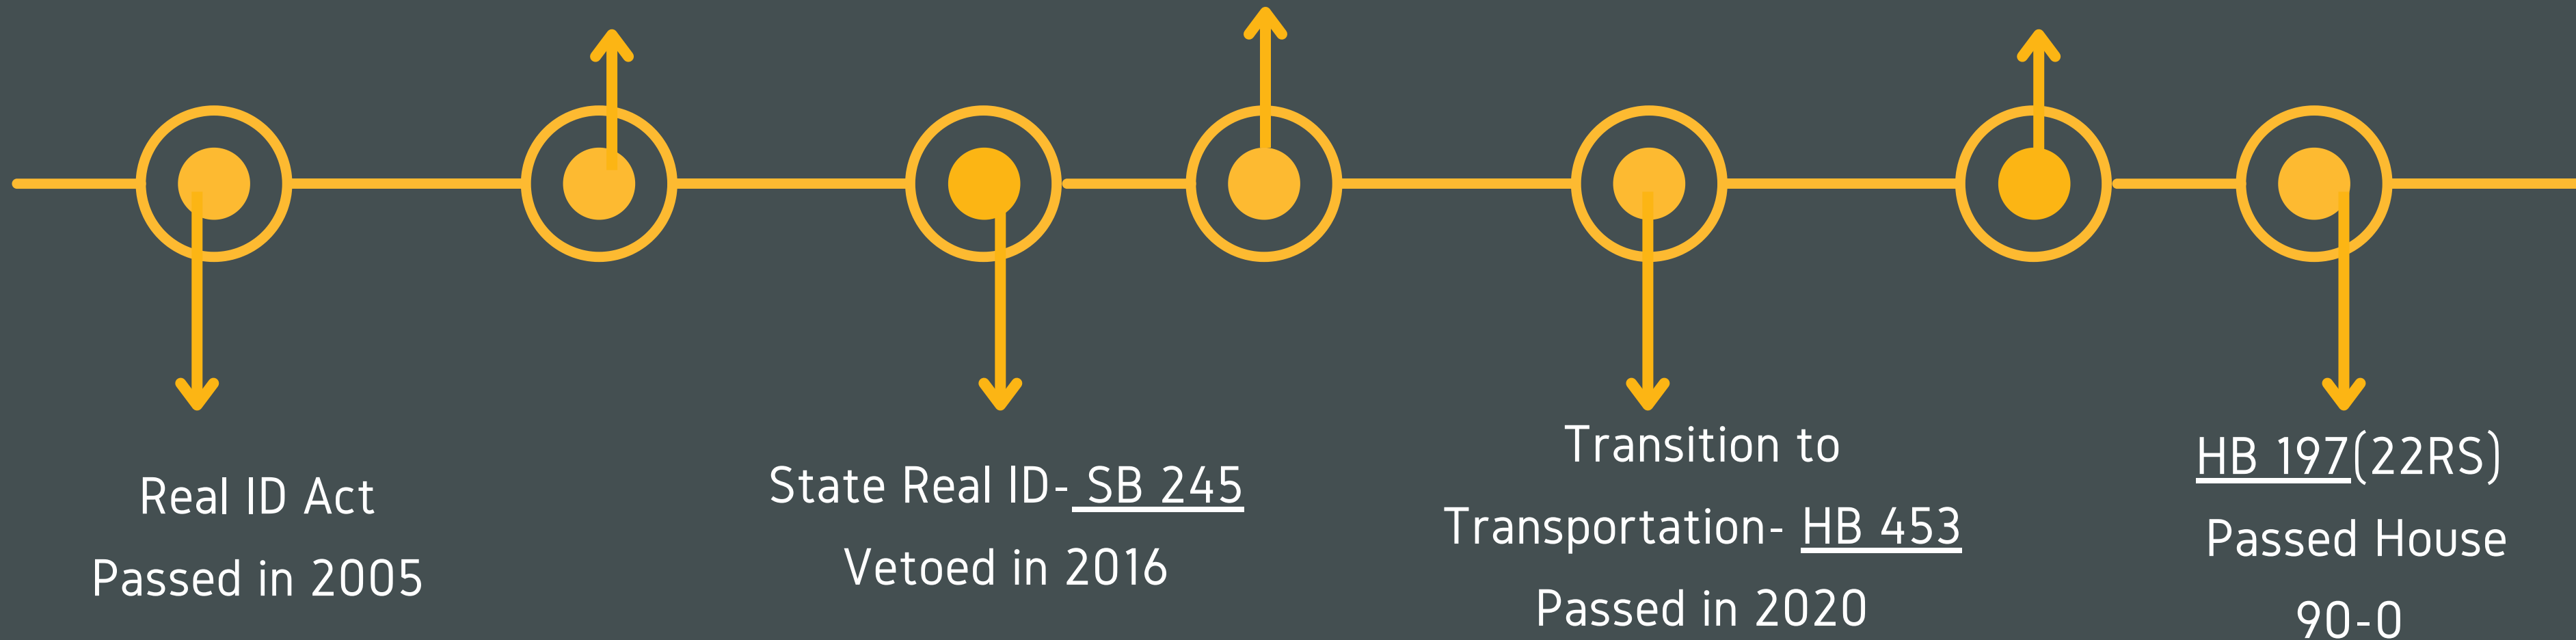 Real ID Act
Passed in 2005
State Real ID- SB 245
Vetoed in 2016
Transition to
Transportation- HB 453
Passed in 2020
HB 197(22RS)
Passed House
90-0